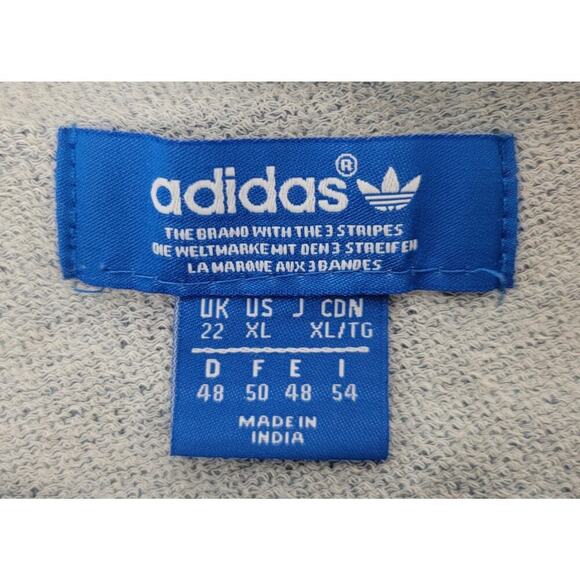 adidas®
THE BRAND WITH THE 3 STRIPES
DIE WELTMARKE MIT DEN 3 STREIFEN
LA MARQUE AUX 3 BANDES
UK US J CDN
22 XL XL/TG
D F E I
48 50 48 54
MADE IN
INDIA